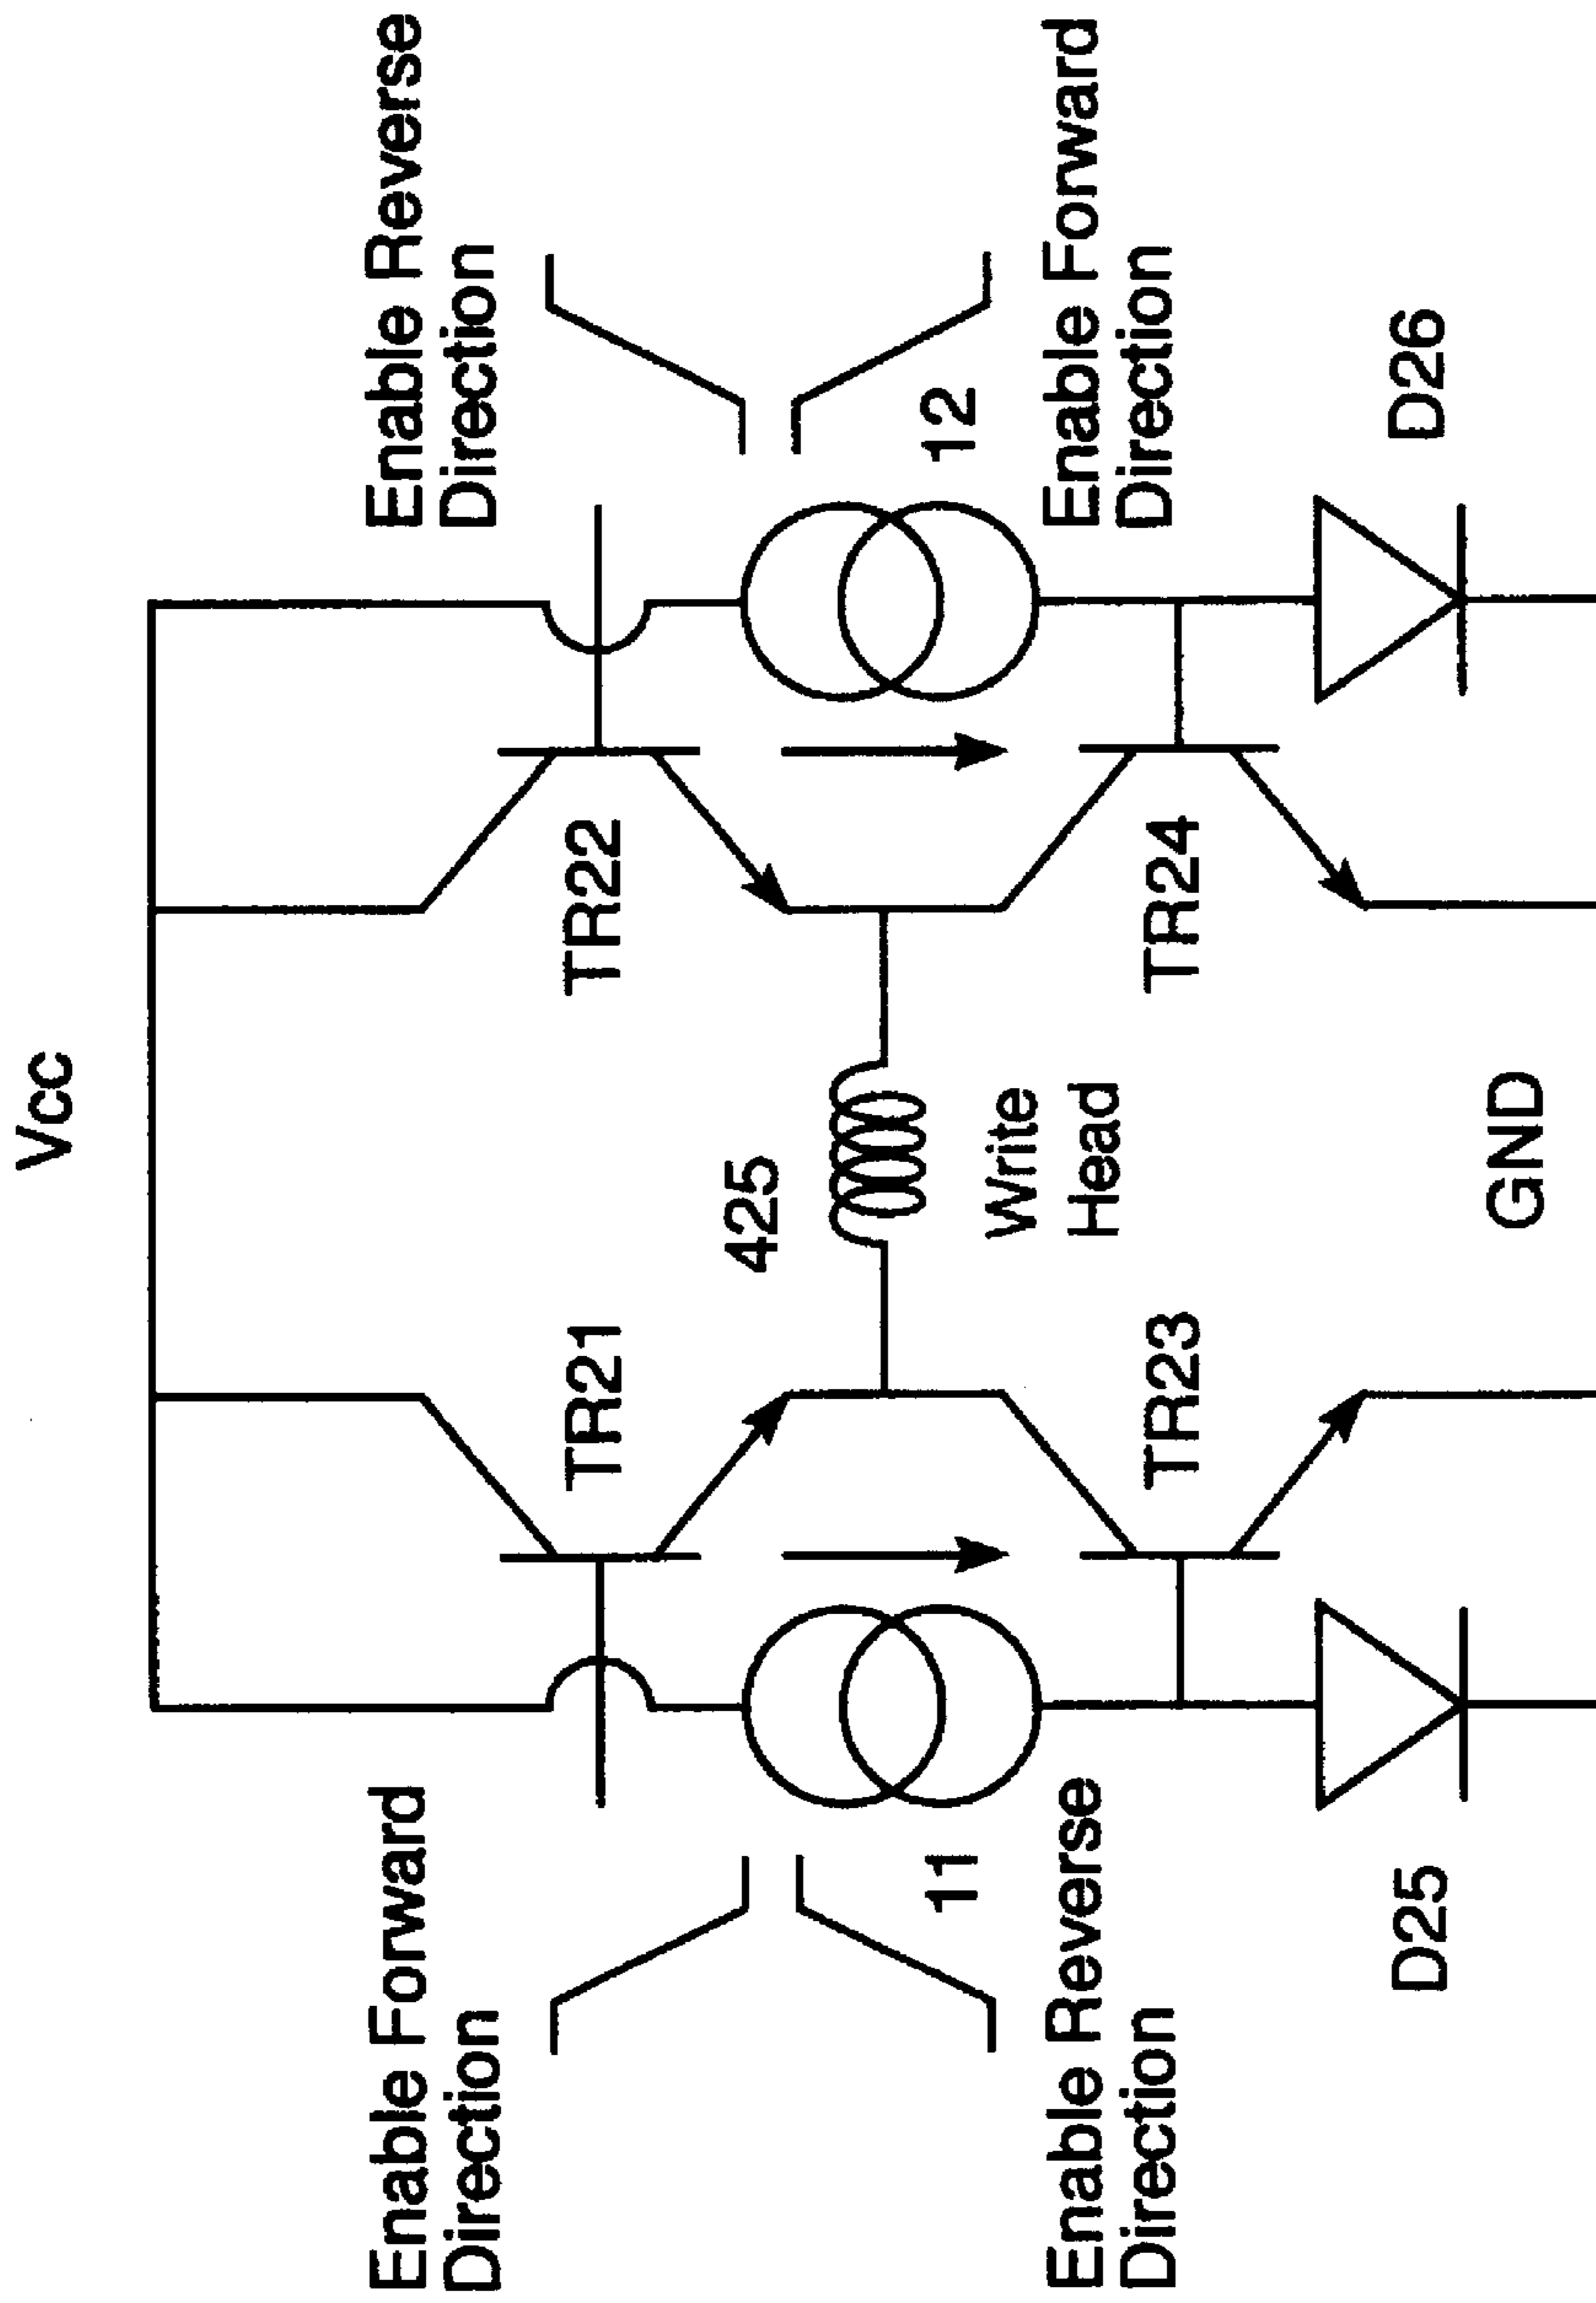 Vcc
Enable Forward
Direction
Enable Reverse
Direction
TR21
TR22
425
11
12
Write
Head
Enable Reverse
Direction
TR23
TR24
Enable Forward
Direction
D25
GND
D26